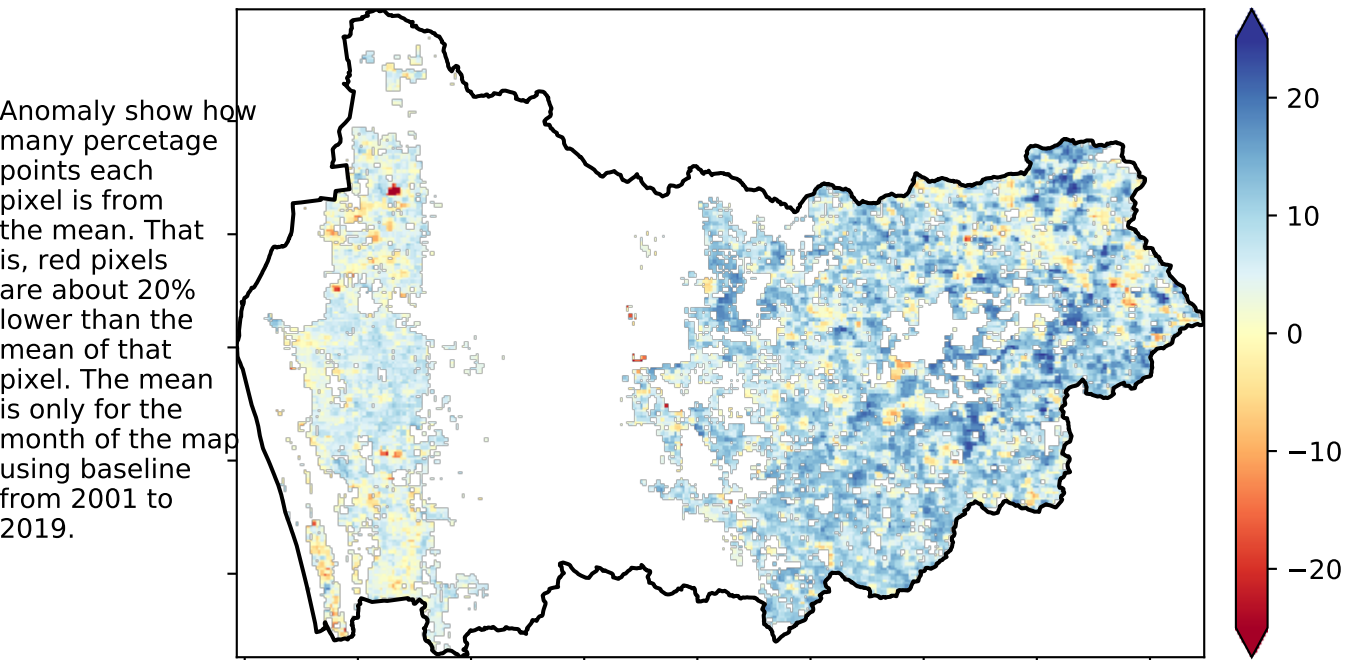 Anomaly show how
many percetage
points each
pixel is from
the mean. That
is, red pixels
are about 20%
lower than the
mean of that
pixel. The mean
is only for the
month of the map
using baseline
from 2001 to
2019.
20
10
0
−10
−20